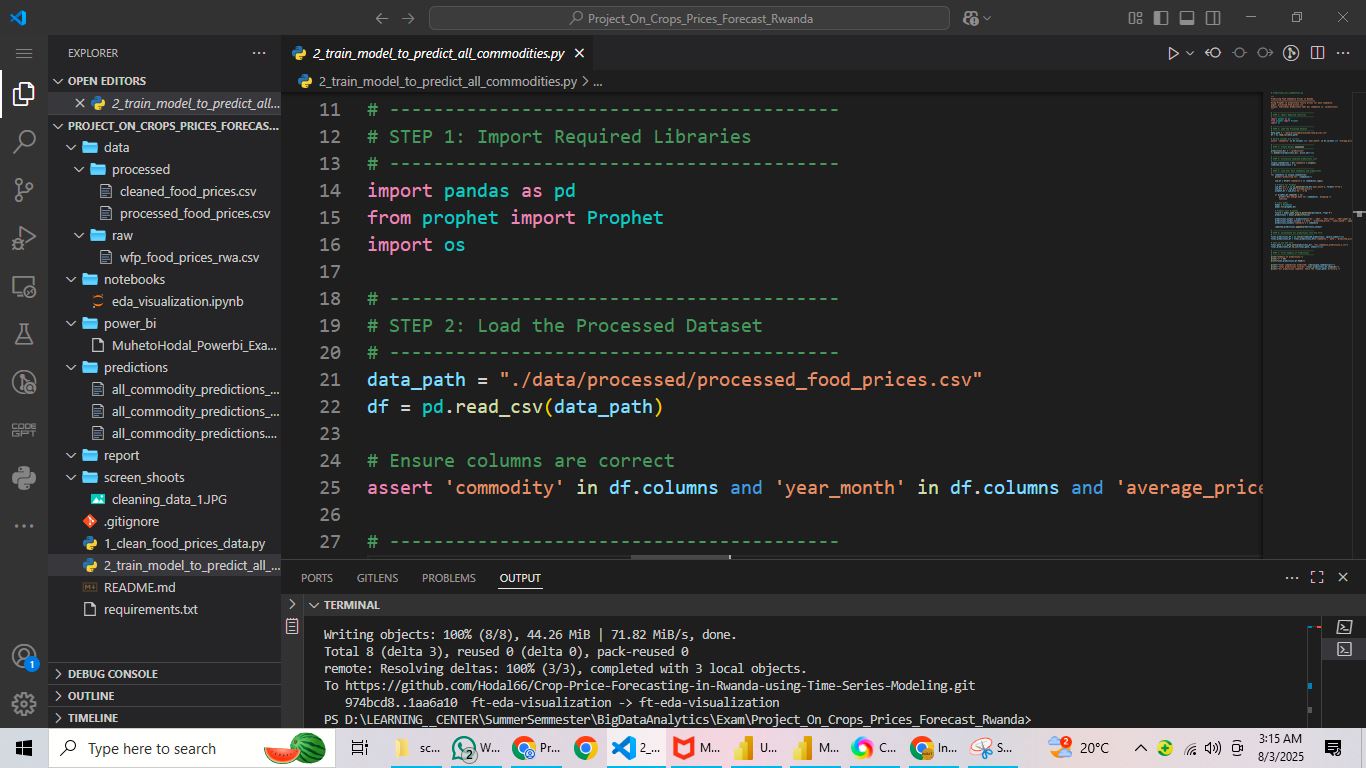 Project_On_Crops_Prices_Forecast_Rwanda
EXPLORER
OPEN EDITORS
2_train_model_to_predict_all...
PROJECT_ON_CROPS_PRICES_FORECAS...
data
processed
cleaned_food_prices.csv
processed_food_prices.csv
raw
wfp_food_prices_rwa.csv
notebooks
eda_visualization.ipynb
power_bi
MuhetoHodal_Powerbi_Exa...
predictions
all_commodity_predictions_...
all_commodity_predictions_...
all_commodity_predictions....
report
screen_shoots
cleaning_data_1.JPG
.gitignore
1_clean_food_prices_data.py
2_train_model_to_predict_all_...
README.md
requirements.txt
DEBUG CONSOLE
OUTLINE
TIMELINE
CODE
GPT
1
2_train_model_to_predict_all_commodities.py
2_train_model_to_predict_all_commodities.py > ...
11 # -----------------------------------------
12 # STEP 1: Import Required Libraries
13 # -----------------------------------------
14 import pandas as pd
15 from prophet import Prophet
16 import os
17
18 # -----------------------------------------
19 # STEP 2: Load the Processed Dataset
20 # -----------------------------------------
21 data_path = "./data/processed/processed_food_prices.csv"
22 df = pd.read_csv(data_path)
23
24 # Ensure columns are correct
25 assert 'commodity' in df.columns and 'year_month' in df.columns and 'average_price
26
27 # -----------------------------------------
PORTS GITLENS PROBLEMS OUTPUT
TERMINAL
Writing objects: 100% (8/8), 44.26 MiB | 71.82 MiB/s, done.
Total 8 (delta 3), reused 0 (delta 0), pack-reused 0
remote: Resolving deltas: 100% (3/3), completed with 3 local objects.
To https://github.com/Hodal66/Crop-Price-Forecasting-in-Rwanda-using-Time-Series-Modeling.git
974bcd8..1aa6a10 ft-eda-visualization -> ft-eda-visualization
PS D:\LEARNING__CENTER\SummerSemmester\BigDataAnalytics\Exam\Project_On_Crops_Prices_Forecast_Rwanda>
Type here to search
sc...
2
W...
Pr...
2_...
M...
U...
M...
C...
In...
S...
2
20°C
3:15 AM
8/3/2025